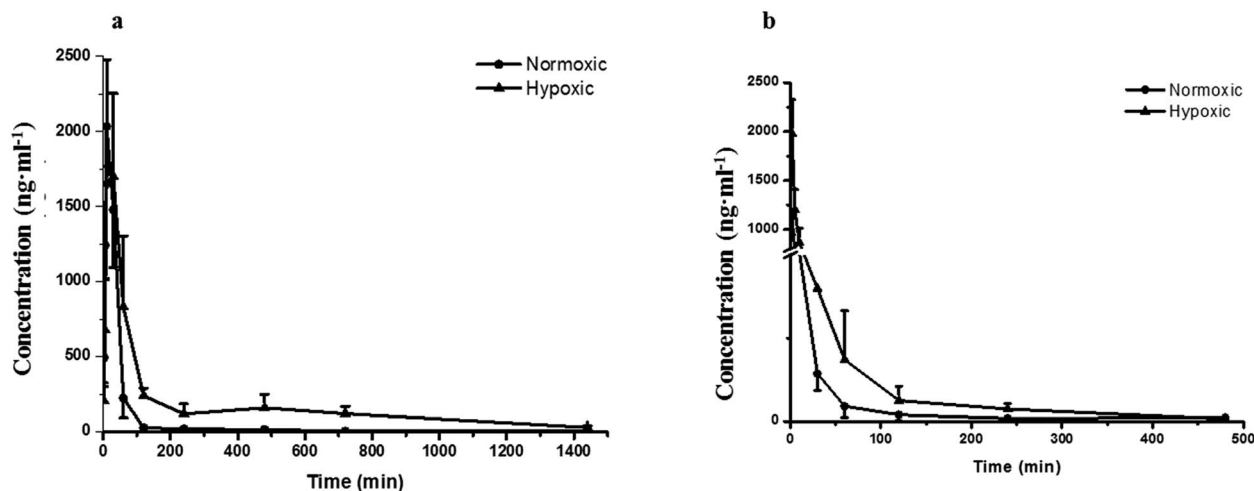 a
2500
2000
1500
1000
500
0
Concentration (ng·ml-1)
Normoxic
Hypoxic
0 200 400 600 800 1000 1200 1400
Time (min)
b
2500
2000
1500
1000
0
Concentration (ng·ml-1)
Normoxic
Hypoxic
0 100 200 300 400 500
Time (min)